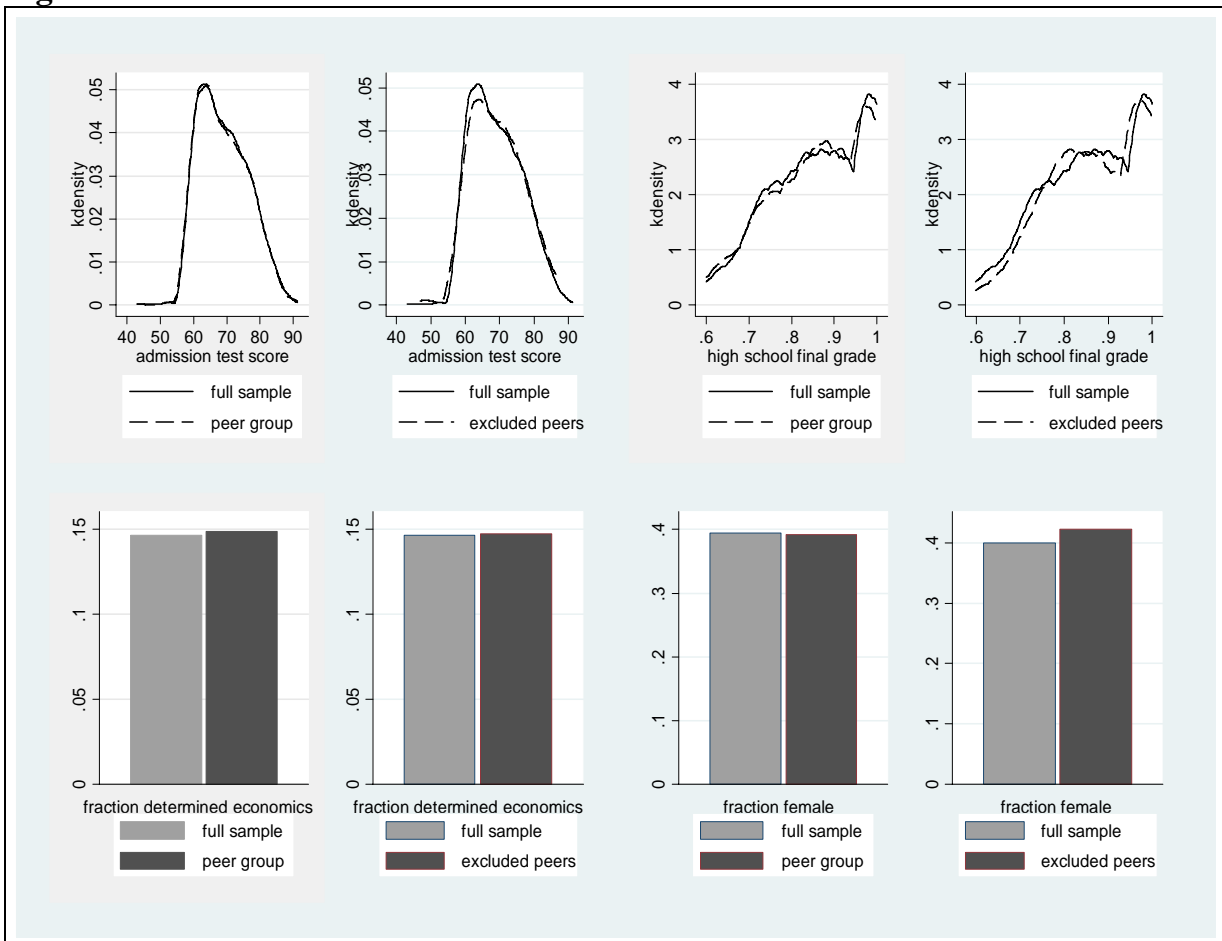 kdensity
0 .01 .02 .03 .04 .05
40 50 60 70 80 90
admission test score
full sample
peer group
kdensity
0 .01 .02 .03 .04 .05
40 50 60 70 80 90
admission test score
full sample
excluded peers
kdensity
0 1 2 3 4
.6 .7 .8 .9 1
high school final grade
full sample
peer group
kdensity
0 1 2 3 4
.6 .7 .8 .9 1
high school final grade
full sample
excluded peers
0 .05 .1 .15
fraction determined economics
full sample
peer group
0 .05 .1 .15
fraction determined economics
full sample
excluded peers
0 .1 .2 .3 .4
fraction female
full sample
peer group
0 .1 .2 .3 .4
fraction female
full sample
excluded peers